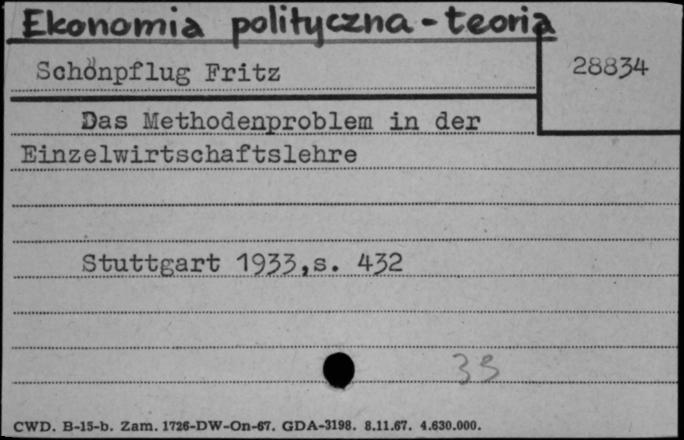 Ekonomia polityczna - teoria
Schönpflug Fritz
28834
Das Methodenproblem in der
Einzelwirtschaftslehre
Stuttgart 1933,s. 432
33
CWD. B-15-b. Zam. 1726-DW-On-67. GDA-3198. 8.11.67. 4.630.000.